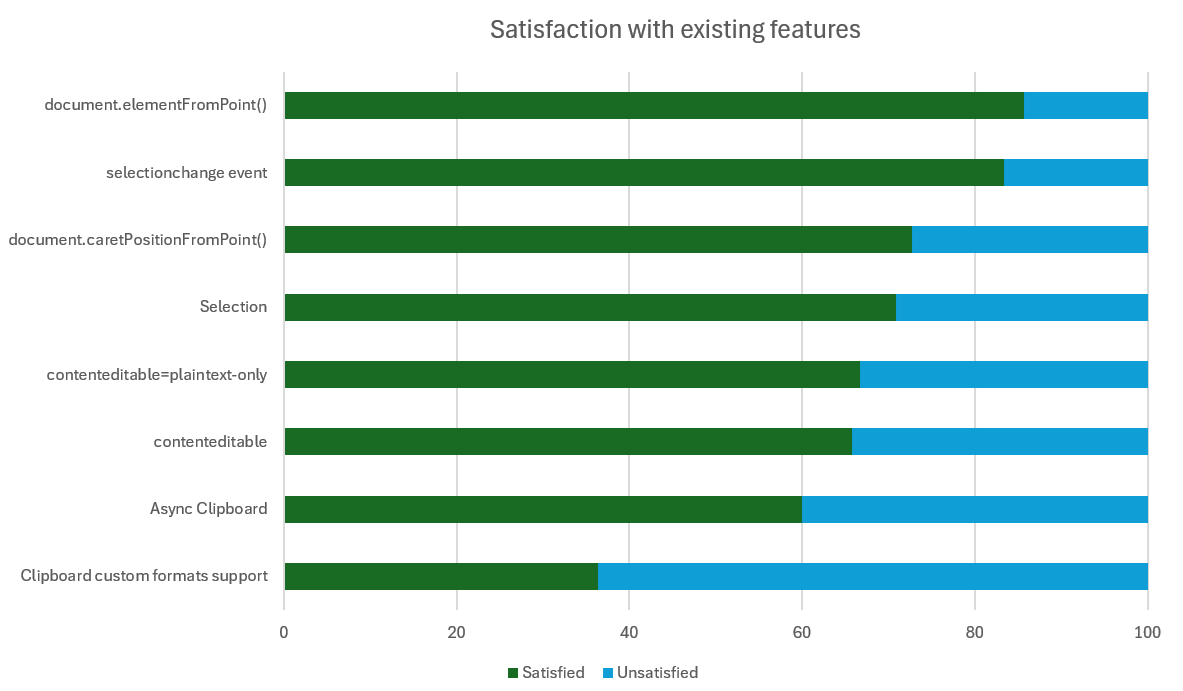 Satisfaction with existing features
document.elementFromPoint()
selectionchange event
document.caretPositionFromPoint()
Selection
contenteditable=plaintext-only
contenteditable
Async Clipboard
Clipboard custom formats support
0 20 40 60 80 100
Satisfied Unsatisfied